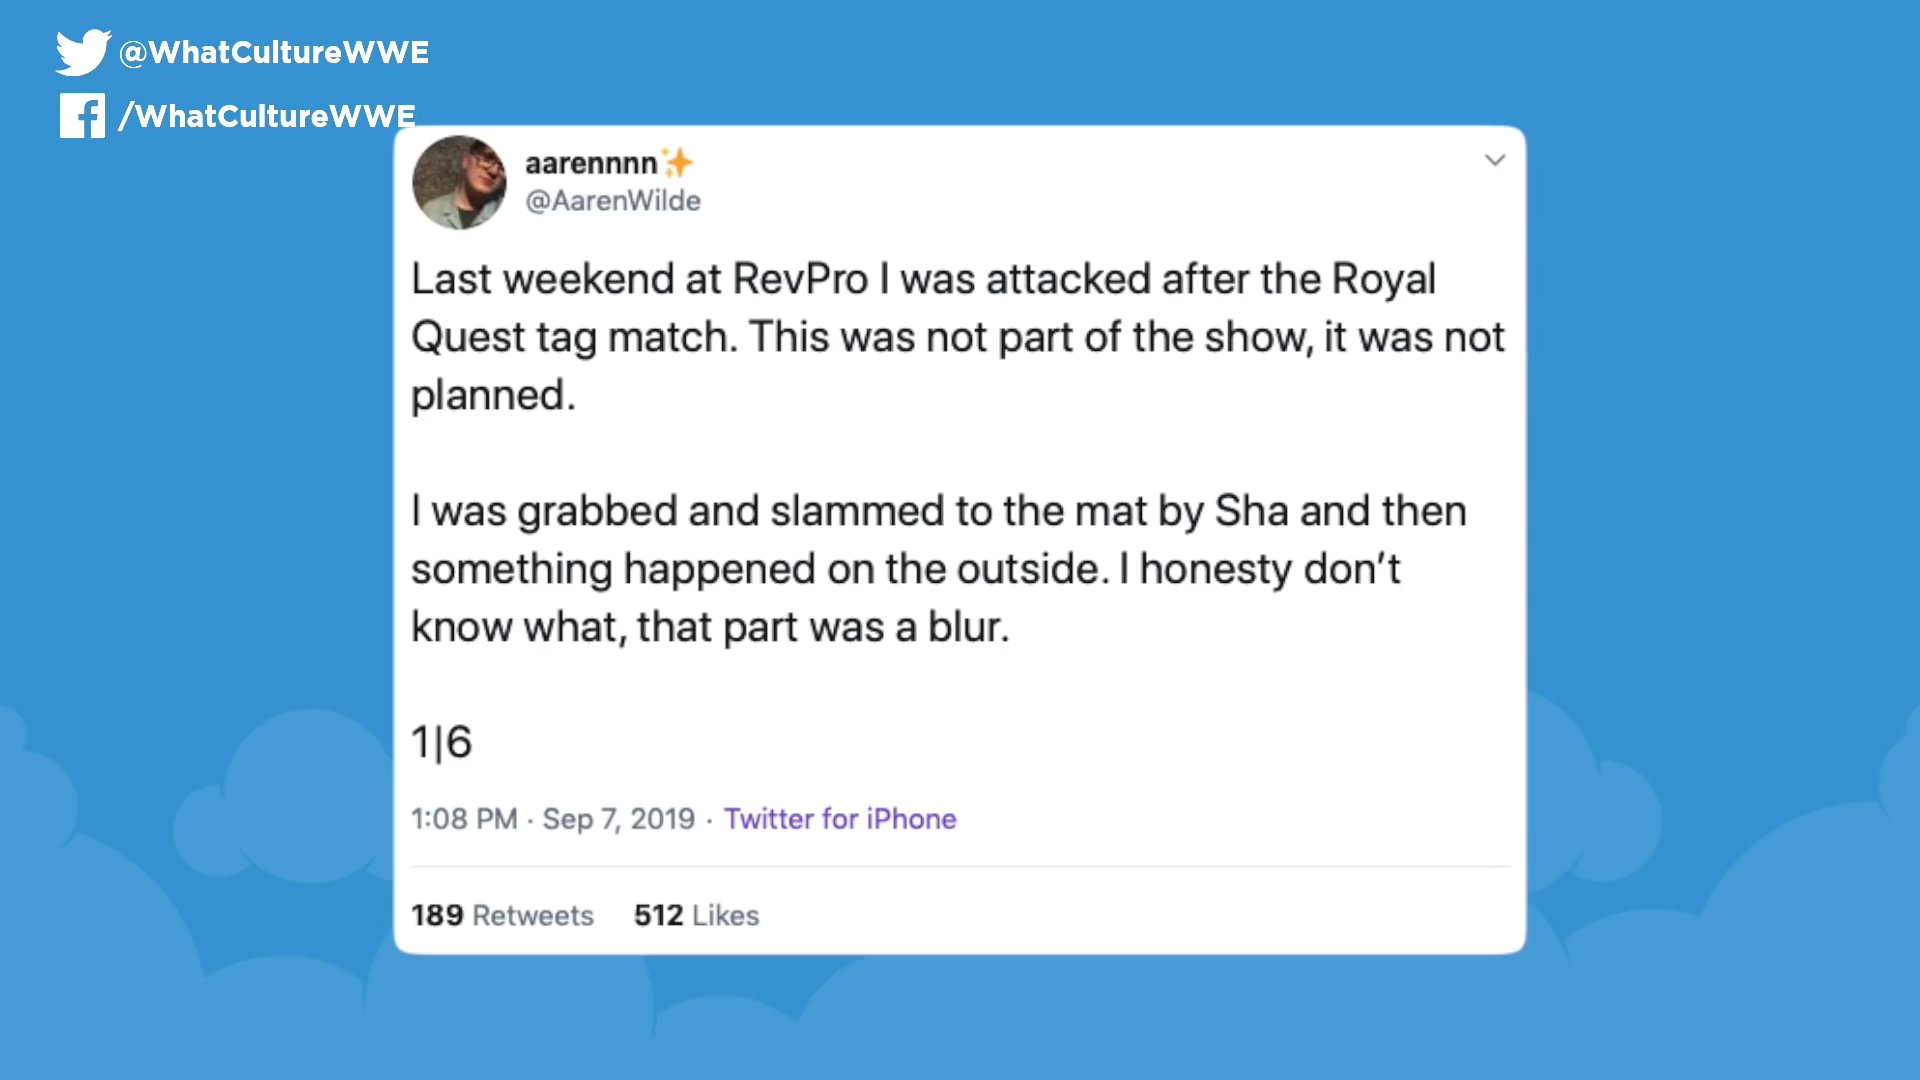 @WhatCultureWWE
/WhatCultureWWE
aarennnn✨
@AarenWilde
Last weekend at RevPro I was attacked after the Royal
Quest tag match. This was not part of the show, it was not
planned.
I was grabbed and slammed to the mat by Sha and then
something happened on the outside. I honesty don’t
know what, that part was a blur.
1|6
1:08 PM · Sep 7, 2019 · Twitter for iPhone
189 Retweets 512 Likes